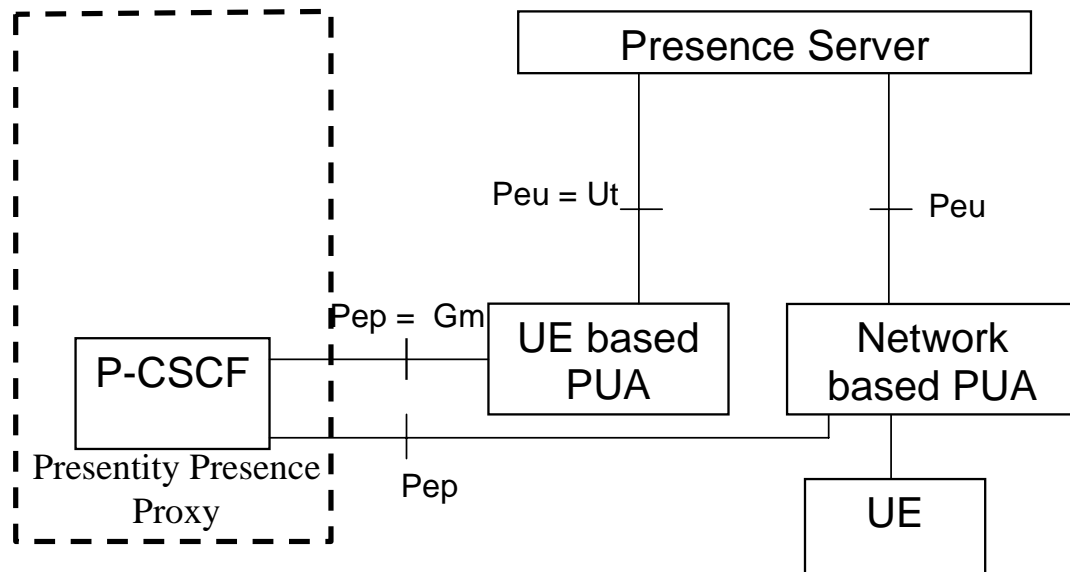 Presence Server
Peu = Ut
Peu
Pep = Gm
UE based
PUA
Network
based PUA
P-CSCF
Presentity Presence
Proxy
Pep
UE